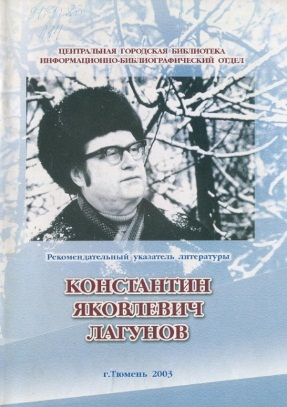 ЦЕНТРАЛЬНАЯ ГОРОДСКАЯ БИБЛИОТЕКА
ИНФОРМАЦИОННО-БИБЛИОГРАФИЧЕСКИЙ ОТДЕЛ
Рекомендательный указатель литературы
КОНСТАНТИН
ЯКОВЛЕВИЧ
ЛАГУНОВ
г.Тюмень 2003